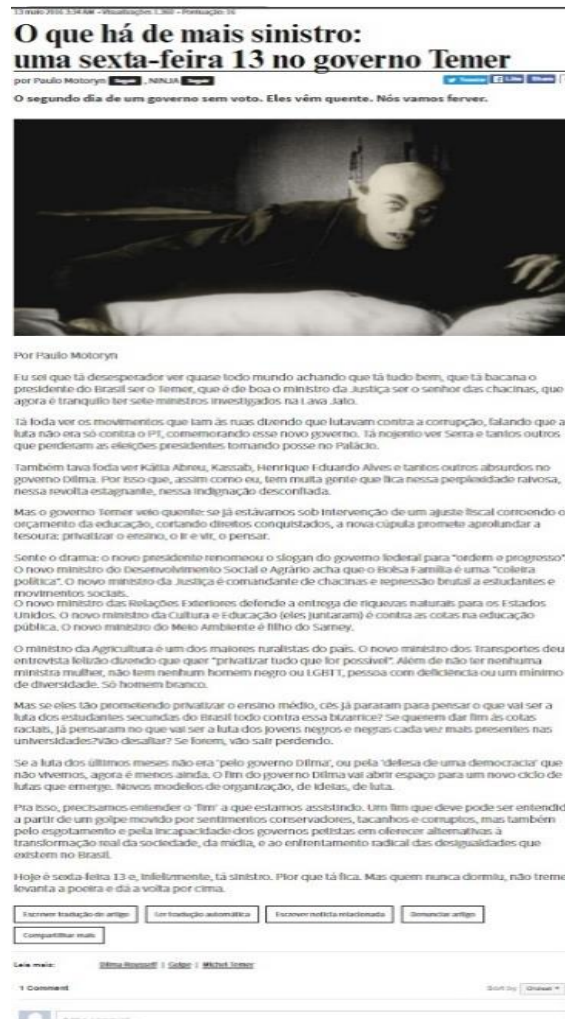 13 maio 2016 3:34 AM – Visualizações: 1,360 – Pontuação: 16
O que há de mais sinistro:
uma sexta-feira 13 no governo Temer
por Paulo Motoryn Seguir , NINJA Seguir
Tweetar Like Share
O segundo dia de um governo sem voto. Eles vêm quente. Nós vamos ferver.
Por Paulo Motoryn
Eu sei que tá desesperador ver quase todo mundo achando que tá tudo bem, que tá bacana o
presidente do Brasil ser o Temer, que é de boa o ministro da Justiça ser o senhor das chacinas, que
agora é tranquilo ter sete ministros investigados na Lava Jato.
Tá foda ver os movimentos que iam às ruas dizendo que lutavam contra a corrupção, falando que a
luta não era só contra o PT, comemorando esse novo governo. Tá nojento ver Serra e tantos outros
que perderam as eleições presidentes tomando posse no Palácio.
Também tava foda ver Kátia Abreu, Kassab, Henrique Eduardo Alves e tantos outros absurdos no
governo Dilma. Por isso que, assim como eu, tem muita gente que fica nessa perplexidade raivosa,
nessa revolta estagnante, nessa indignação desconfiada.
Mas o governo Temer veio quente: se já estávamos sob intervenção de um ajuste fiscal corroendo o
orçamento da educação, cortando direitos conquistados, a nova cúpula promete aprofundar a
tesoura: privatizar o ensino, o ir e vir, o pensar.
Sente o drama: o novo presidente renomeou o slogan do governo federal para "ordem e progresso".
O novo ministro do Desenvolvimento Social e Agrário acha que o Bolsa Família é uma "coleira
política". O novo ministro da Justiça é comandante de chacinas e repressão brutal a estudantes e
movimentos sociais.
O novo ministro das Relações Exteriores defende a entrega de riquezas naturais para os Estados
Unidos. O novo ministro da Cultura e Educação (eles juntaram) é contra as cotas na educação
pública. O novo ministro do Meio Ambiente é filho do Sarney.
O ministro da Agricultura é um dos maiores ruralistas do país. O novo ministro dos Transportes deu
entrevista felizão dizendo que quer "privatizar tudo que for possível". Além de não ter nenhuma
ministra mulher, não tem nenhum homem negro ou LGBTT, pessoa com deficiência ou um mínimo
de diversidade. Só homem branco.
Mas se eles tão prometendo privatizar o ensino médio, cês já pararam para pensar o que vai ser a
luta dos estudantes secundas do Brasil todo contra essa bizarrice? Se querem dar fim às cotas
raciais, já pensaram no que vai ser a luta dos jovens negros e negras cada vez mais presentes nas
universidades?Vão desafiar? Se forem, vão sair perdendo.
Se a luta dos últimos meses não era 'pelo governo Dilma', ou pela 'defesa de uma democracia' que
não vivemos, agora é menos ainda. O fim do governo Dilma vai abrir espaço para um novo ciclo de
lutas que emerge. Novos modelos de organização, de ideias, de luta.
Pra isso, precisamos entender o 'fim' a que estamos assistindo. Um fim que deve pode ser entendid
a partir de um golpe movido por sentimentos conservadores, tacanhos e corruptos, mas também
pelo esgotamento e pela incapacidade dos governos petistas em oferecer alternativas à
transformação real da sociedade, da mídia, e ao enfrentamento radical das desigualdades que
existem no Brasil.
Hoje é sexta-feira 13 e, infelizmente, tá sinistro. Pior que tá fica. Mas quem nunca dormiu, não treme
levanta a poeira e dá a volta por cima.
Escrever tradução do artigo
Ler tradução automática
Escrever notícia relacionada
Denunciar artigo
Compartilhar mais
Leia mais: Dilma Rousseff | Golpe | Michel Temer
1 Comment
Sort by Oldest